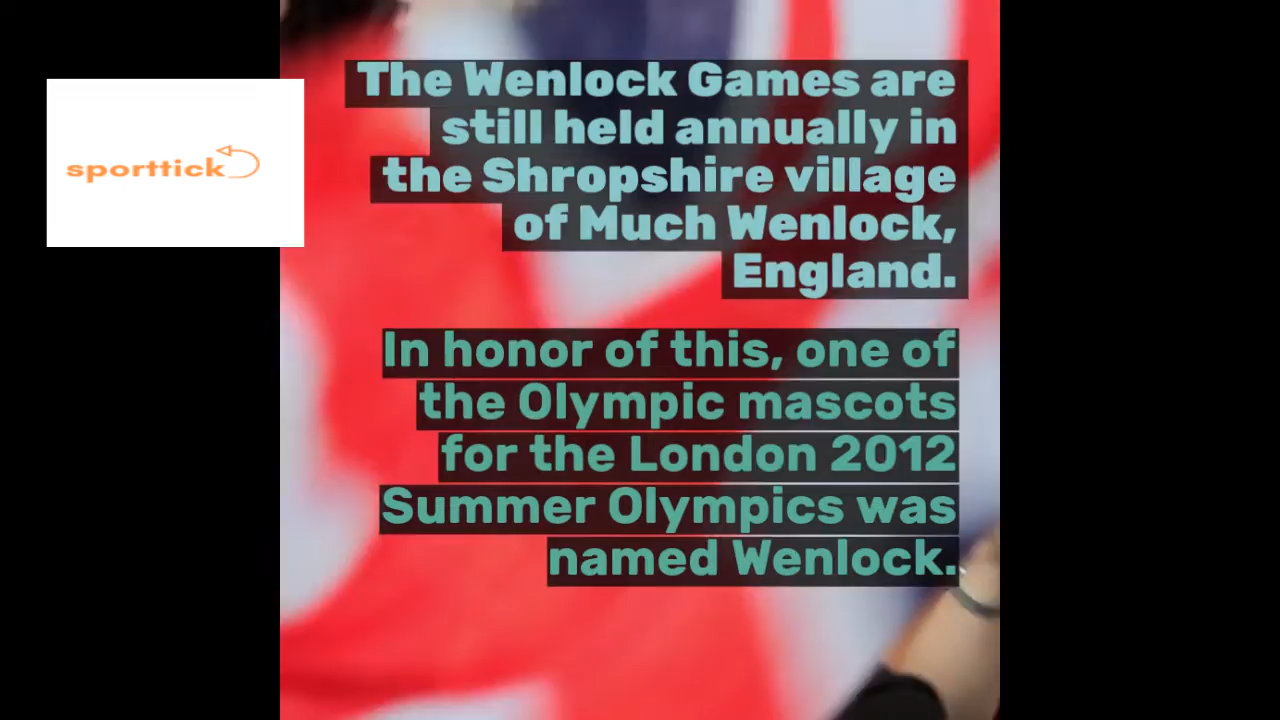 sporttick
The Wenlock Games are
still held annually in
the Shropshire village
of Much Wenlock,
England.
In honor of this, one of
the Olympic mascots
for the London 2012
Summer Olympics was
named Wenlock.